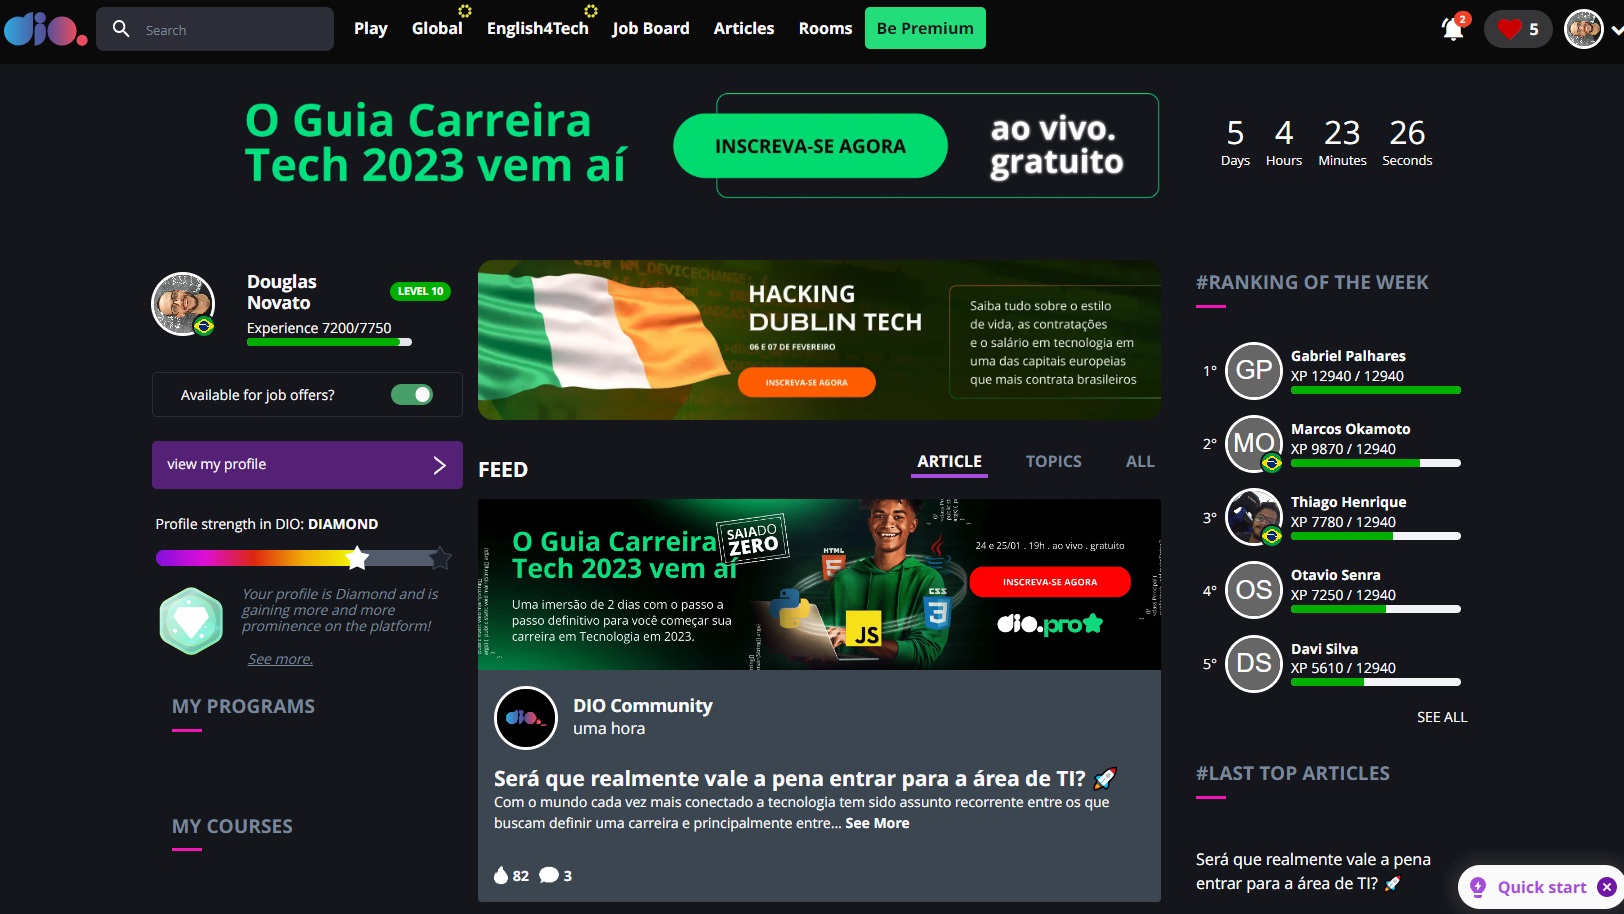 dio.
Search
Play
Global
English4Tech
Job Board
Articles
Rooms
Be Premium
2
5
O Guia Carreira
Tech 2023 vem aí
INSCREVA-SE AGORA
ao vivo.
gratuito
5 4 23 26
Days Hours Minutes Seconds
Douglas
Novato
LEVEL 10
Experience 7200/7750
Available for job offers?
view my profile
Profile strength in DIO: DIAMOND
Your profile is Diamond and is
gaining more and more
prominence on the platform!
See more.
MY PROGRAMS
MY COURSES
HACKING
DUBLIN TECH
06 E 07 DE FEVEREIRO
INSCREVA-SE AGORA
Saiba tudo sobre o estilo
de vida, as contratações
e o salário em tecnologia em
uma das capitais europeias
que mais contrata brasileiros
FEED
ARTICLE
TOPICS
ALL
O Guia Carreira
Tech 2023 vem aí
SAIA DO
ZERO
Uma imersão de 2 dias com o passo a
passo definitivo para você começar sua
carreira em Tecnologia em 2023.
HTML
5
CSS
3
JS
24 e 25/01 . 19h . ao vivo . gratuito
INSCREVA-SE AGORA
dio.pro
dio.
DIO Community
uma hora
Será que realmente vale a pena entrar para a área de TI? 🚀
Com o mundo cada vez mais conectado a tecnologia tem sido assunto recorrente entre os que
buscam definir uma carreira e principalmente entre... See More
82 3
#RANKING OF THE WEEK
1° GP Gabriel Palhares
XP 12940 / 12940
2° MO Marcos Okamoto
XP 9870 / 12940
3° Thiago Henrique
XP 7780 / 12940
4° OS Otavio Senra
XP 7250 / 12940
5° DS Davi Silva
XP 5610 / 12940
SEE ALL
#LAST TOP ARTICLES
Será que realmente vale a pena
entrar para a área de TI? 🚀
Quick start